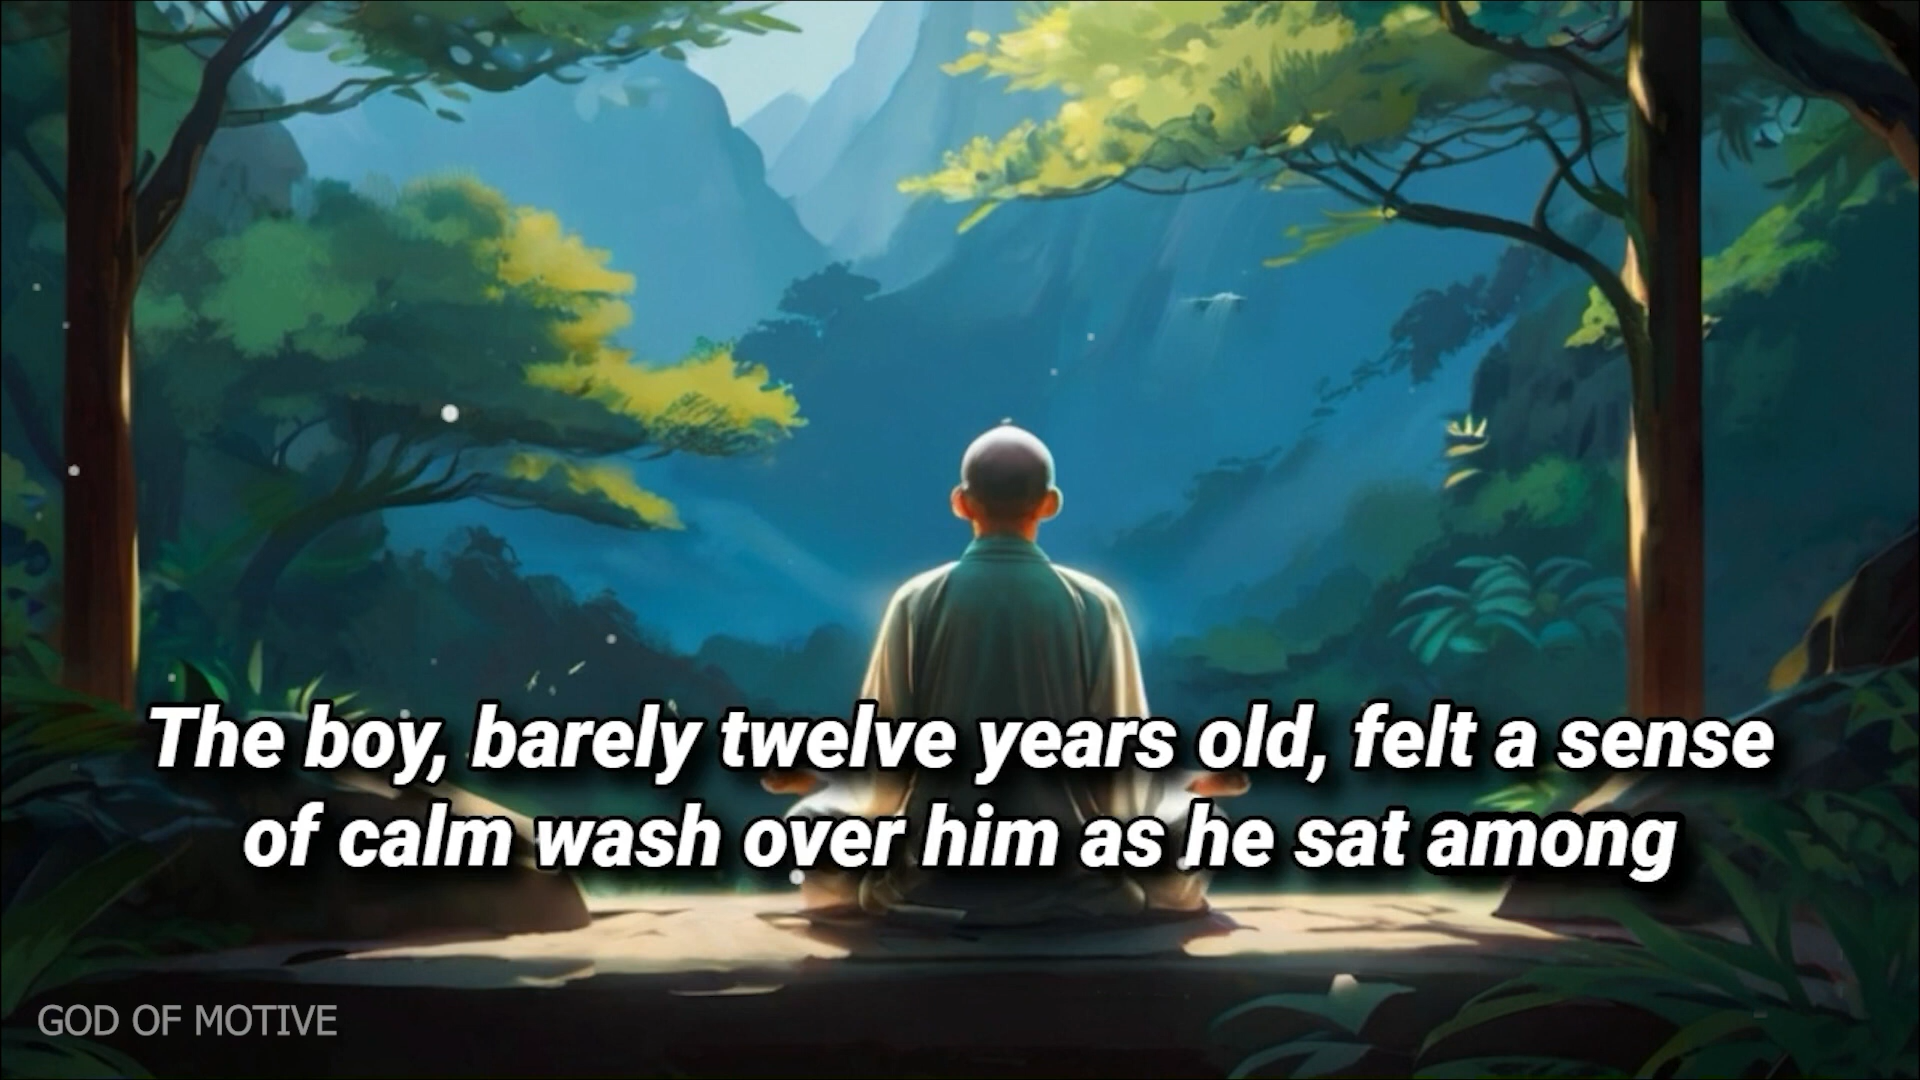 The boy, barely twelve years old, felt a sense
of calm wash over him as he sat among
GOD OF MOTIVE